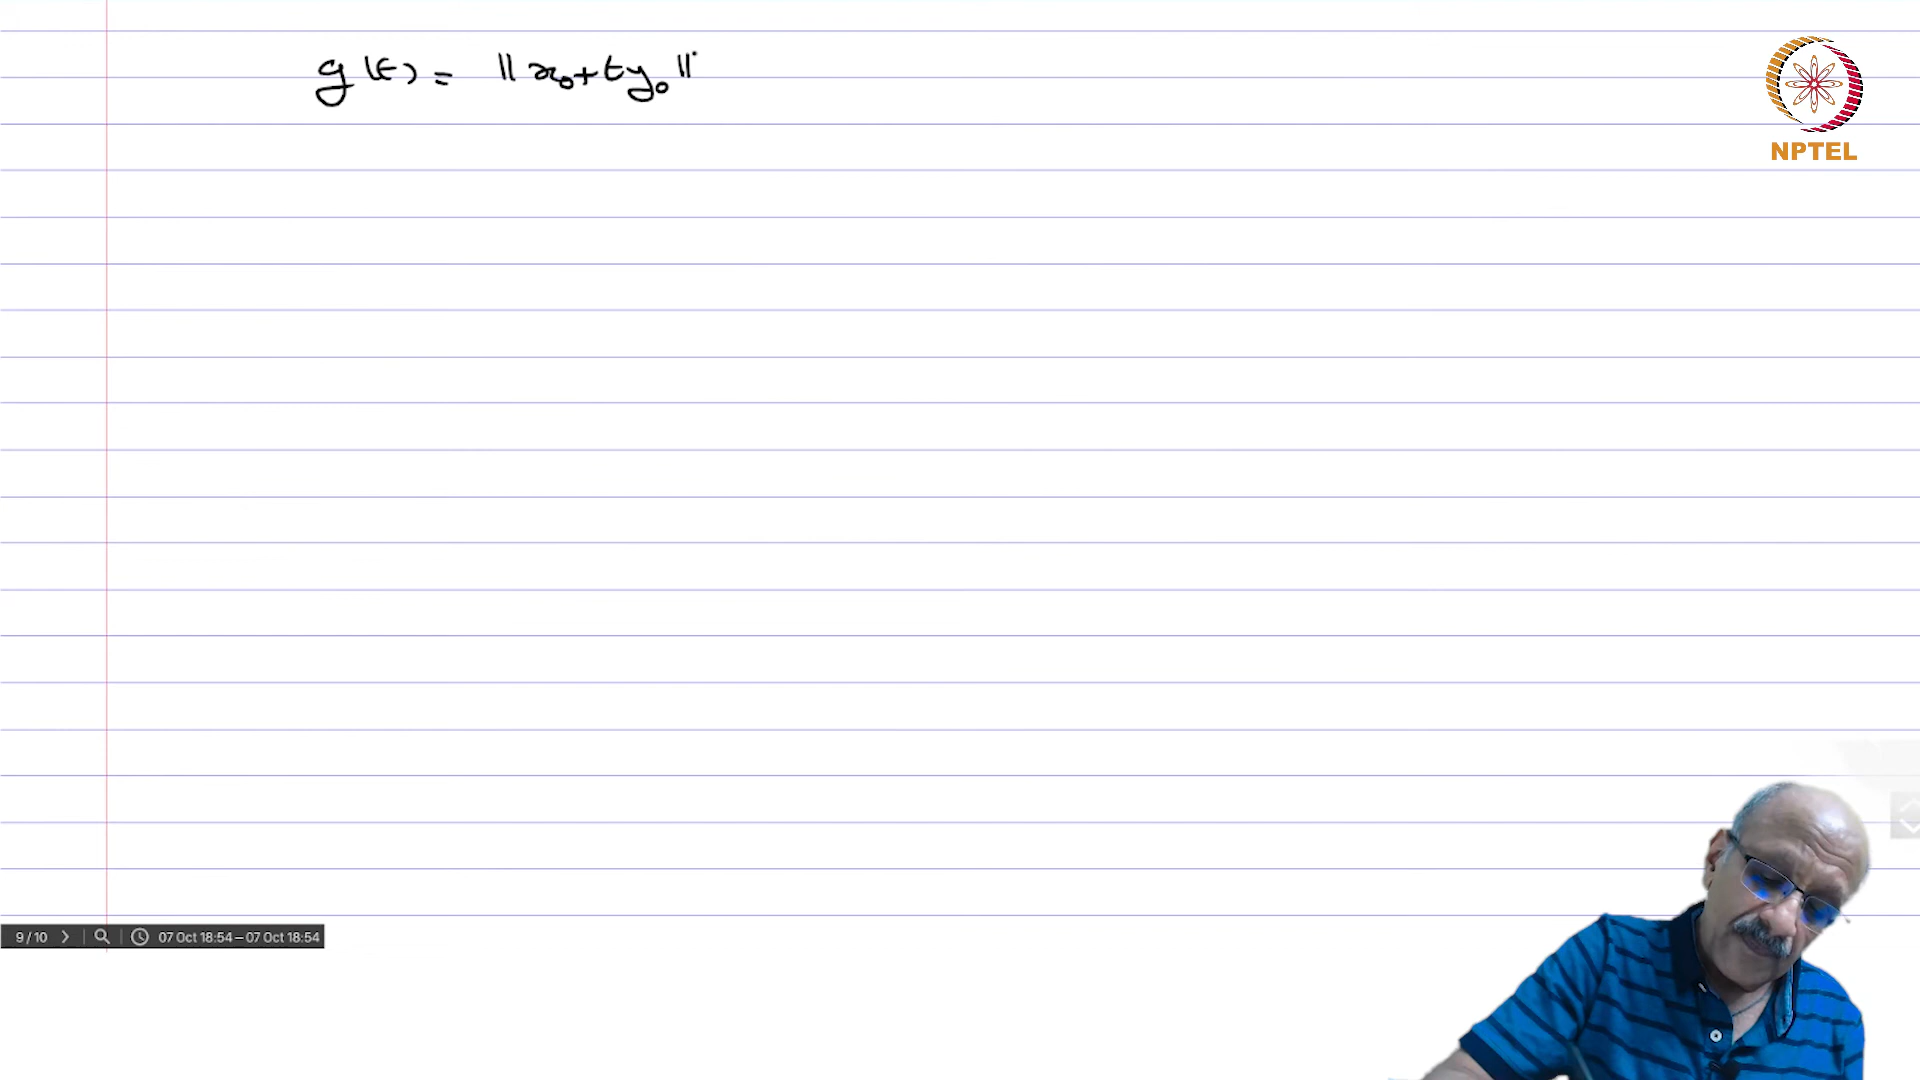 g(t) = ‖x₀+ty₀‖
NPTEL
9/10 > 07 Oct 18:54 – 07 Oct 18:54